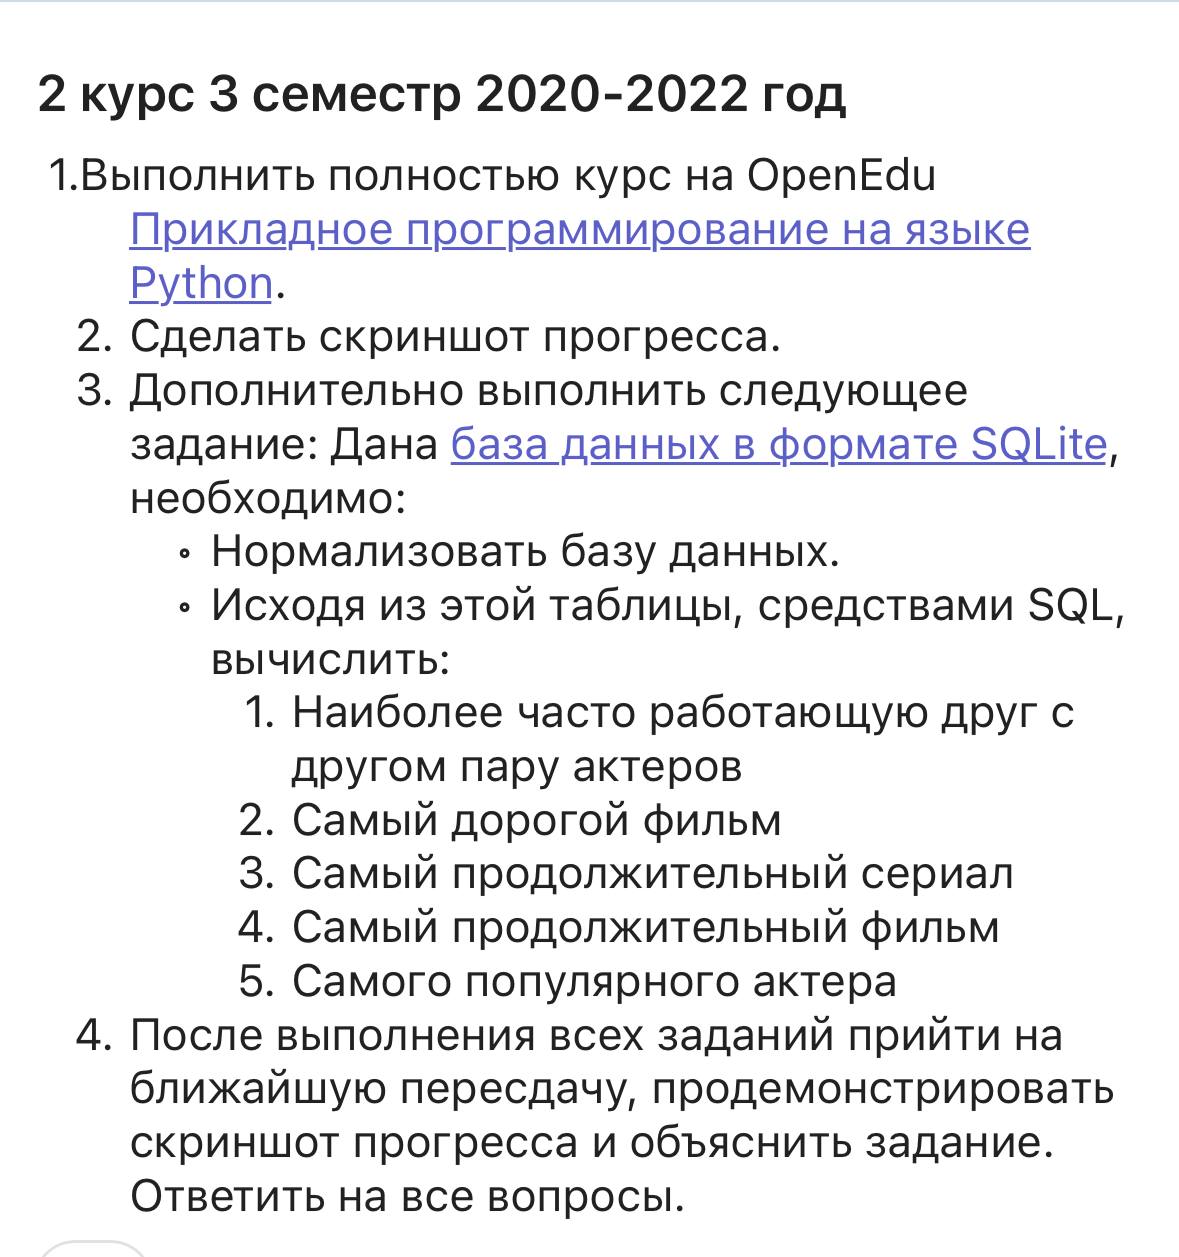 2 курс 3 семестр 2020-2022 год
1.Выполнить полностью курс на OpenEdu
Прикладное программирование на языке
Python.
2. Сделать скриншот прогресса.
3. Дополнительно выполнить следующее
задание: Дана база данных в формате SQLite,
необходимо:
◦ Нормализовать базу данных.
◦ Исходя из этой таблицы, средствами SQL,
вычислить:
1. Наиболее часто работающую друг с
другом пару актеров
2. Самый дорогой фильм
3. Самый продолжительный сериал
4. Самый продолжительный фильм
5. Самого популярного актера
4. После выполнения всех заданий прийти на
ближайшую пересдачу, продемонстрировать
скриншот прогресса и объяснить задание.
Ответить на все вопросы.